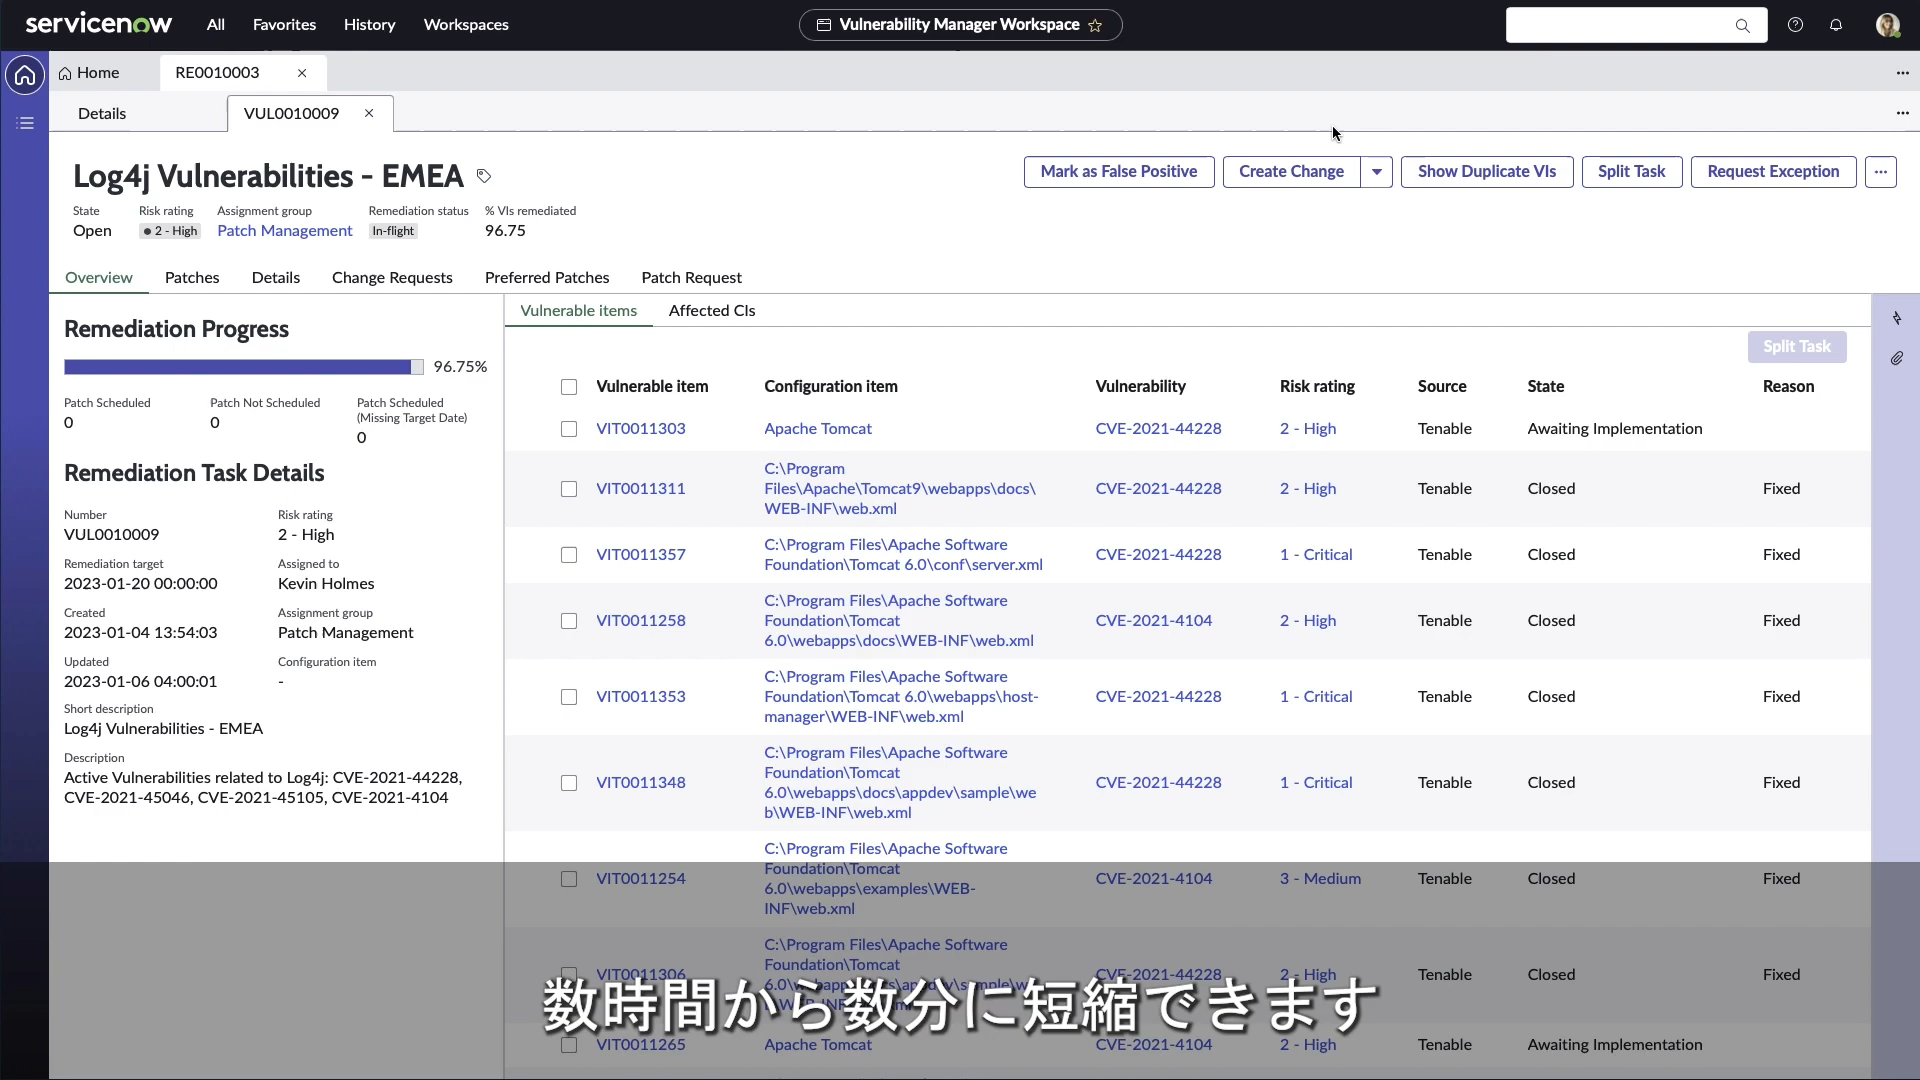 servicenow
All
Favorites
History
Workspaces
Vulnerability Manager Workspace
Home
RE0010003
Details
VUL0010009
Log4j Vulnerabilities - EMEA
Mark as False Positive
Create Change
Show Duplicate VIs
Split Task
Request Exception
State
Risk rating
Assignment group
Remediation status
% VIs remediated
Open
2 - High
Patch Management
In-flight
96.75
Overview
Patches
Details
Change Requests
Preferred Patches
Patch Request
Remediation Progress
96.75%
Patch Scheduled
0
Patch Not Scheduled
0
Patch Scheduled
(Missing Target Date)
0
Remediation Task Details
Number
VUL0010009
Risk rating
2 - High
Remediation target
2023-01-20 00:00:00
Assigned to
Kevin Holmes
Created
2023-01-04 13:54:03
Assignment group
Patch Management
Updated
2023-01-06 04:00:01
Configuration item
-
Short description
Log4j Vulnerabilities - EMEA
Description
Active Vulnerabilities related to Log4j: CVE-2021-44228,
CVE-2021-45046, CVE-2021-45105, CVE-2021-4104
Vulnerable items
Affected CIs
Split Task
Vulnerable item
Configuration item
Vulnerability
Risk rating
Source
State
Reason
VIT0011303
Apache Tomcat
CVE-2021-44228
2 - High
Tenable
Awaiting Implementation
VIT0011311
C:\Program
Files\Apache\Tomcat9\webapps\docs\
WEB-INF\web.xml
CVE-2021-44228
2 - High
Tenable
Closed
Fixed
VIT0011357
C:\Program Files\Apache Software
Foundation\Tomcat 6.0\conf\server.xml
CVE-2021-44228
1 - Critical
Tenable
Closed
Fixed
VIT0011258
C:\Program Files\Apache Software
Foundation\Tomcat
6.0\webapps\docs\WEB-INF\web.xml
CVE-2021-4104
2 - High
Tenable
Closed
Fixed
VIT0011353
C:\Program Files\Apache Software
Foundation\Tomcat 6.0\webapps\host-
manager\WEB-INF\web.xml
CVE-2021-44228
1 - Critical
Tenable
Closed
Fixed
VIT0011348
C:\Program Files\Apache Software
Foundation\Tomcat
6.0\webapps\docs\appdev\sample\we
b\WEB-INF\web.xml
CVE-2021-44228
1 - Critical
Tenable
Closed
Fixed
VIT0011254
C:\Program Files\Apache Software
Foundation\Tomcat
6.0\webapps\examples\WEB-
INF\web.xml
CVE-2021-4104
3 - Medium
Tenable
Closed
Fixed
VIT0011306
C:\Program Files\Apache Software
Foundation\Tomcat
CVE-2021-44228
2 - High
Tenable
Closed
Fixed
数時間から数分に短縮できます
VIT0011265
Apache Tomcat
CVE-2021-4104
2 - High
Tenable
Awaiting Implementation